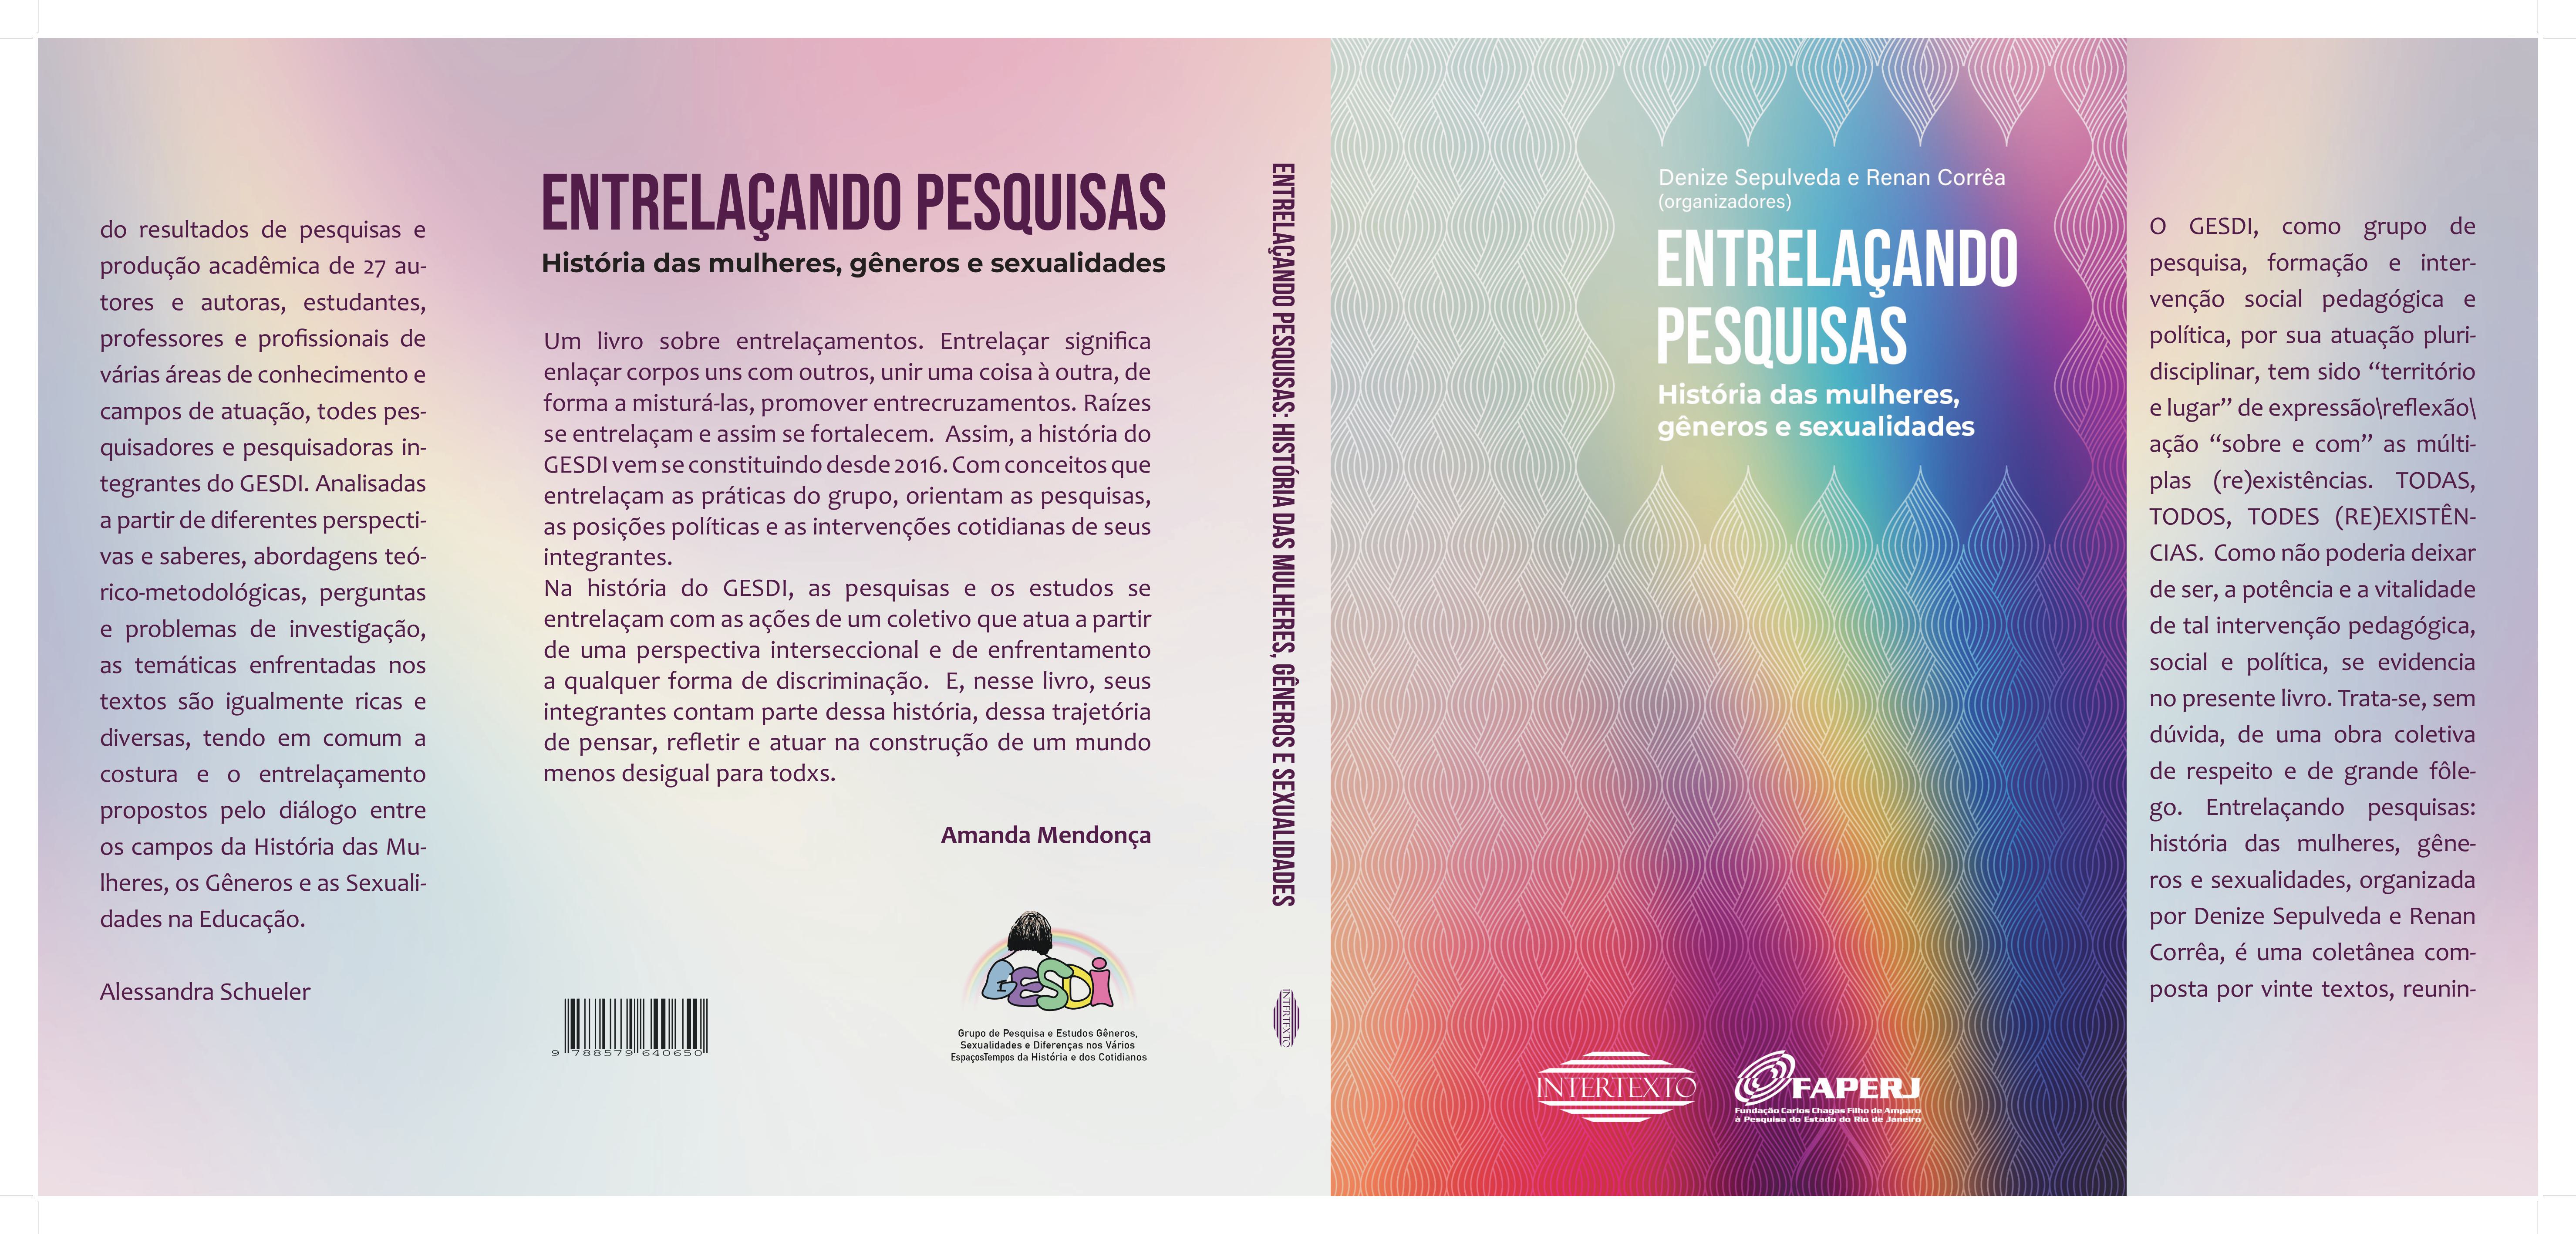 do resultados de pesquisas e
produção acadêmica de 27 au-
tores e autoras, estudantes,
professores e profissionais de
várias áreas de conhecimento e
campos de atuação, todes pes-
quisadores e pesquisadoras in-
tegrantes do GESDI. Analisadas
a partir de diferentes perspecti-
vas e saberes, abordagens teó-
rico-metodológicas, perguntas
e problemas de investigação,
as temáticas enfrentadas nos
textos são igualmente ricas e
diversas, tendo em comum a
costura e o entrelaçamento
propostos pelo diálogo entre
os campos da História das Mu-
lheres, os Gêneros e as Sexuali-
dades na Educação.
Alessandra Schueler
ENTRELAÇANDO PESQUISAS
História das mulheres, gêneros e sexualidades
Um livro sobre entrelaçamentos. Entrelaçar significa
enlaçar corpos uns com outros, unir uma coisa à outra, de
forma a misturá-las, promover entrecruzamentos. Raízes
se entrelaçam e assim se fortalecem. Assim, a história do
GESDI vem se constituindo desde 2016. Com conceitos que
entrelaçam as práticas do grupo, orientam as pesquisas,
as posições políticas e as intervenções cotidianas de seus
integrantes.
Na história do GESDI, as pesquisas e os estudos se
entrelaçam com as ações de um coletivo que atua a partir
de uma perspectiva interseccional e de enfrentamento
a qualquer forma de discriminação. E, nesse livro, seus
integrantes contam parte dessa história, dessa trajetória
de pensar, refletir e atuar na construção de um mundo
menos desigual para todxs.
Amanda Mendonça
9 788579 640650
GESDi
Grupo de Pesquisa e Estudos Gêneros,
Sexualidades e Diferenças nos Vários
EspaçosTempos da História e dos Cotidianos
ENTRELAÇANDO PESQUISAS: HISTÓRIA DAS MULHERES, GÊNEROS E SEXUALIDADES
INTERTEXTO
Denize Sepulveda e Renan Corrêa
(organizadores)
ENTRELAÇANDO
PESQUISAS
História das mulheres,
gêneros e sexualidades
INTERTEXTO
FAPERJ
Fundação Carlos Chagas Filho de Amparo
à Pesquisa do Estado do Rio de Janeiro
O GESDI, como grupo de
pesquisa, formação e inter-
venção social pedagógica e
política, por sua atuação pluri-
disciplinar, tem sido “território
e lugar” de expressão\reflexão\
ação “sobre e com” as múlti-
plas (re)existências. TODAS,
TODOS, TODES (RE)EXISTÊN-
CIAS. Como não poderia deixar
de ser, a potência e a vitalidade
de tal intervenção pedagógica,
social e política, se evidencia
no presente livro. Trata-se, sem
dúvida, de uma obra coletiva
de respeito e de grande fôle-
go. Entrelaçando pesquisas:
história das mulheres, gêne-
ros e sexualidades, organizada
por Denize Sepulveda e Renan
Corrêa, é uma coletânea com-
posta por vinte textos, reunin-